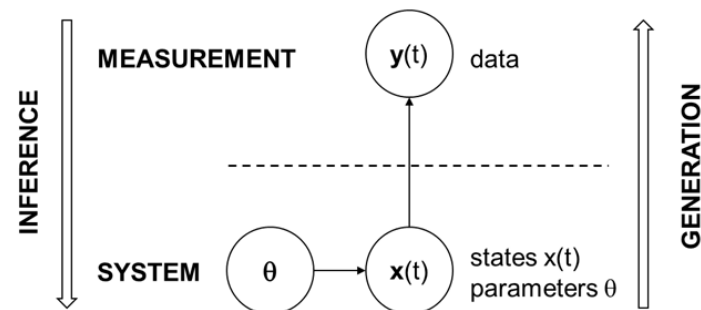 MEASUREMENT
y(t)
data
INFERENCE
GENERATION
SYSTEM
θ
x(t)
states x(t)
parameters θ